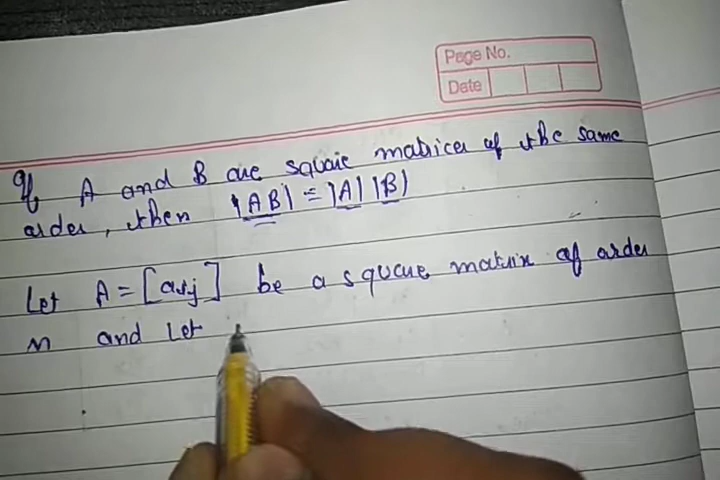 Page No.
Date
If A and B are square matrices of the same
order, then |AB| = |A| |B|
Let A = [aij] be a square matrix of order
n and Let